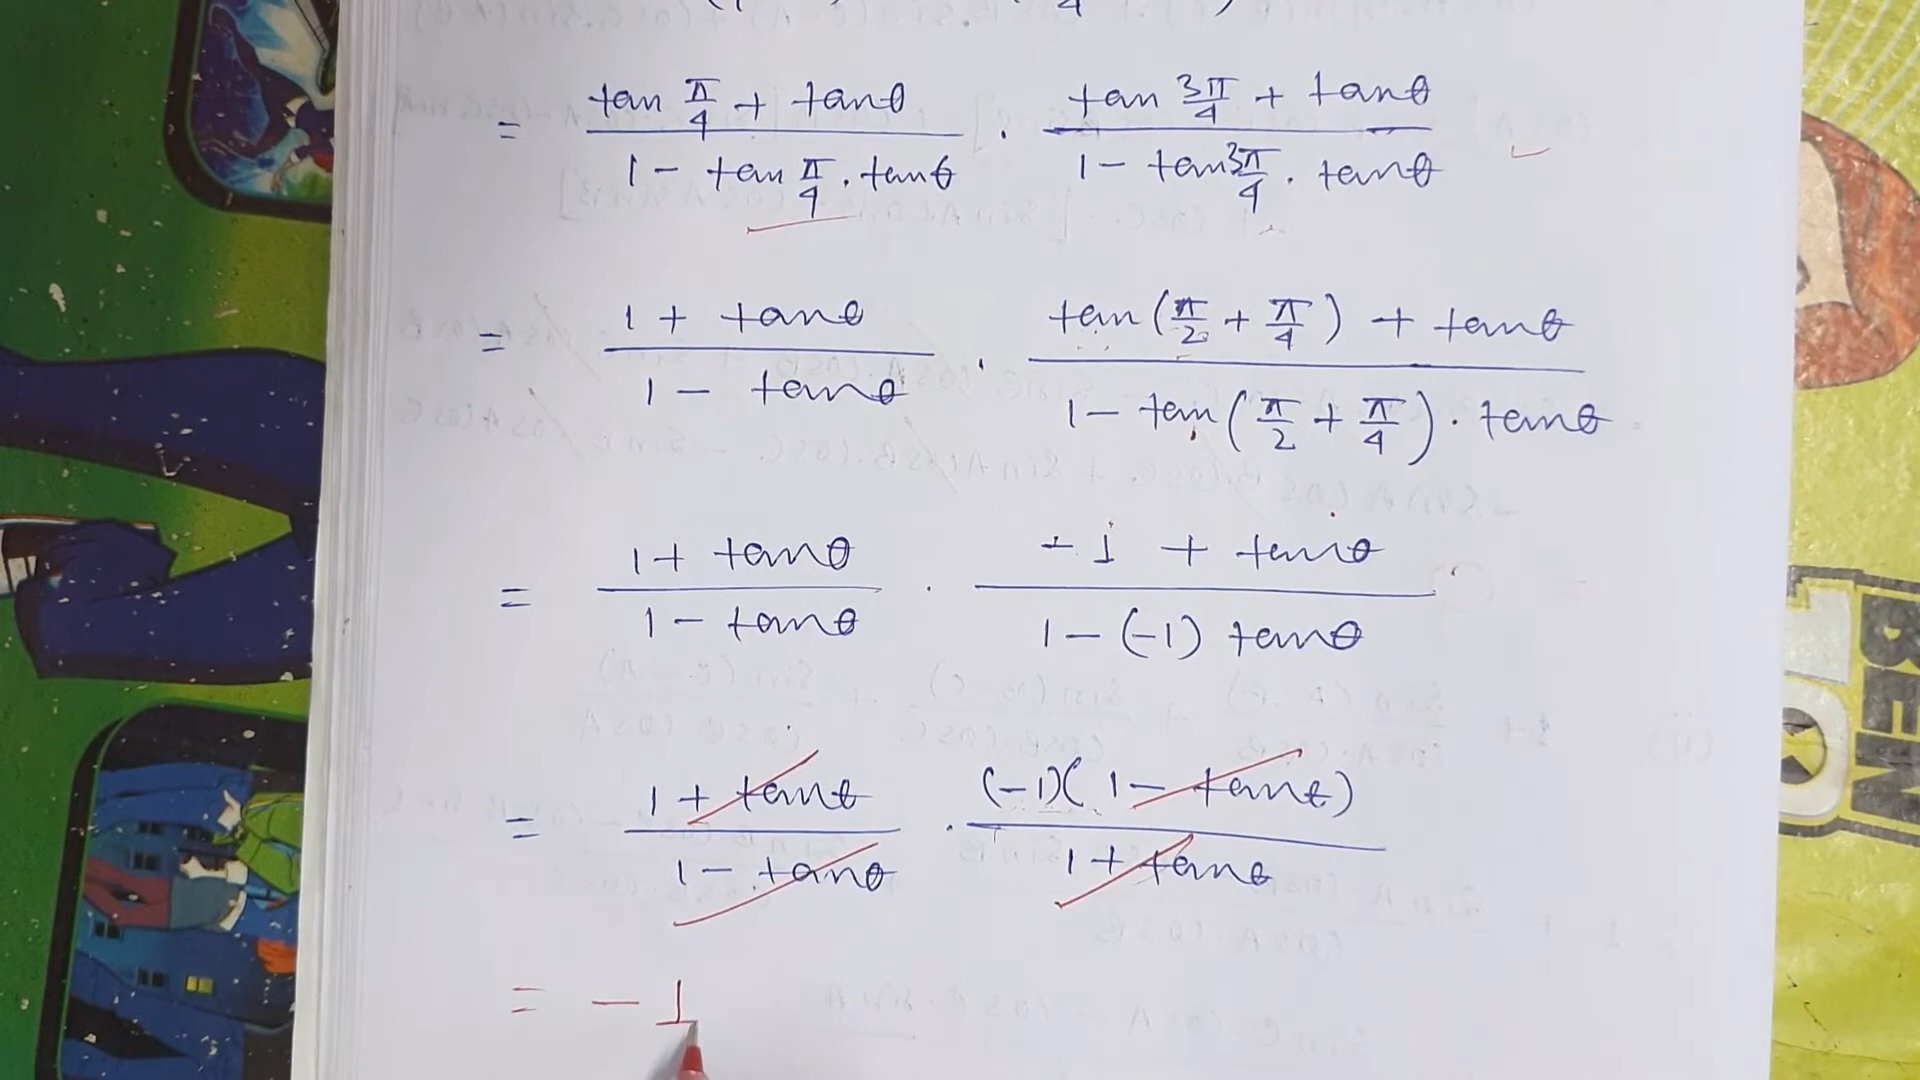 = (tan π/4 + tanθ)/(1 - tan π/4 . tanθ) . (tan 3π/4 + tanθ)/(1 - tan 3π/4 . tanθ)
= (1 + tanθ)/(1 - tanθ) . (tan(π/2 + π/4) + tanθ)/(1 - tan(π/2 + π/4) . tanθ)
= (1 + tanθ)/(1 - tanθ) . (-1 + tanθ)/(1 - (-1) tanθ)
= (1 + tanθ)/(1 - tanθ) . ((-1)(1 - tanθ))/(1 + tanθ)
= -1
BEN
10